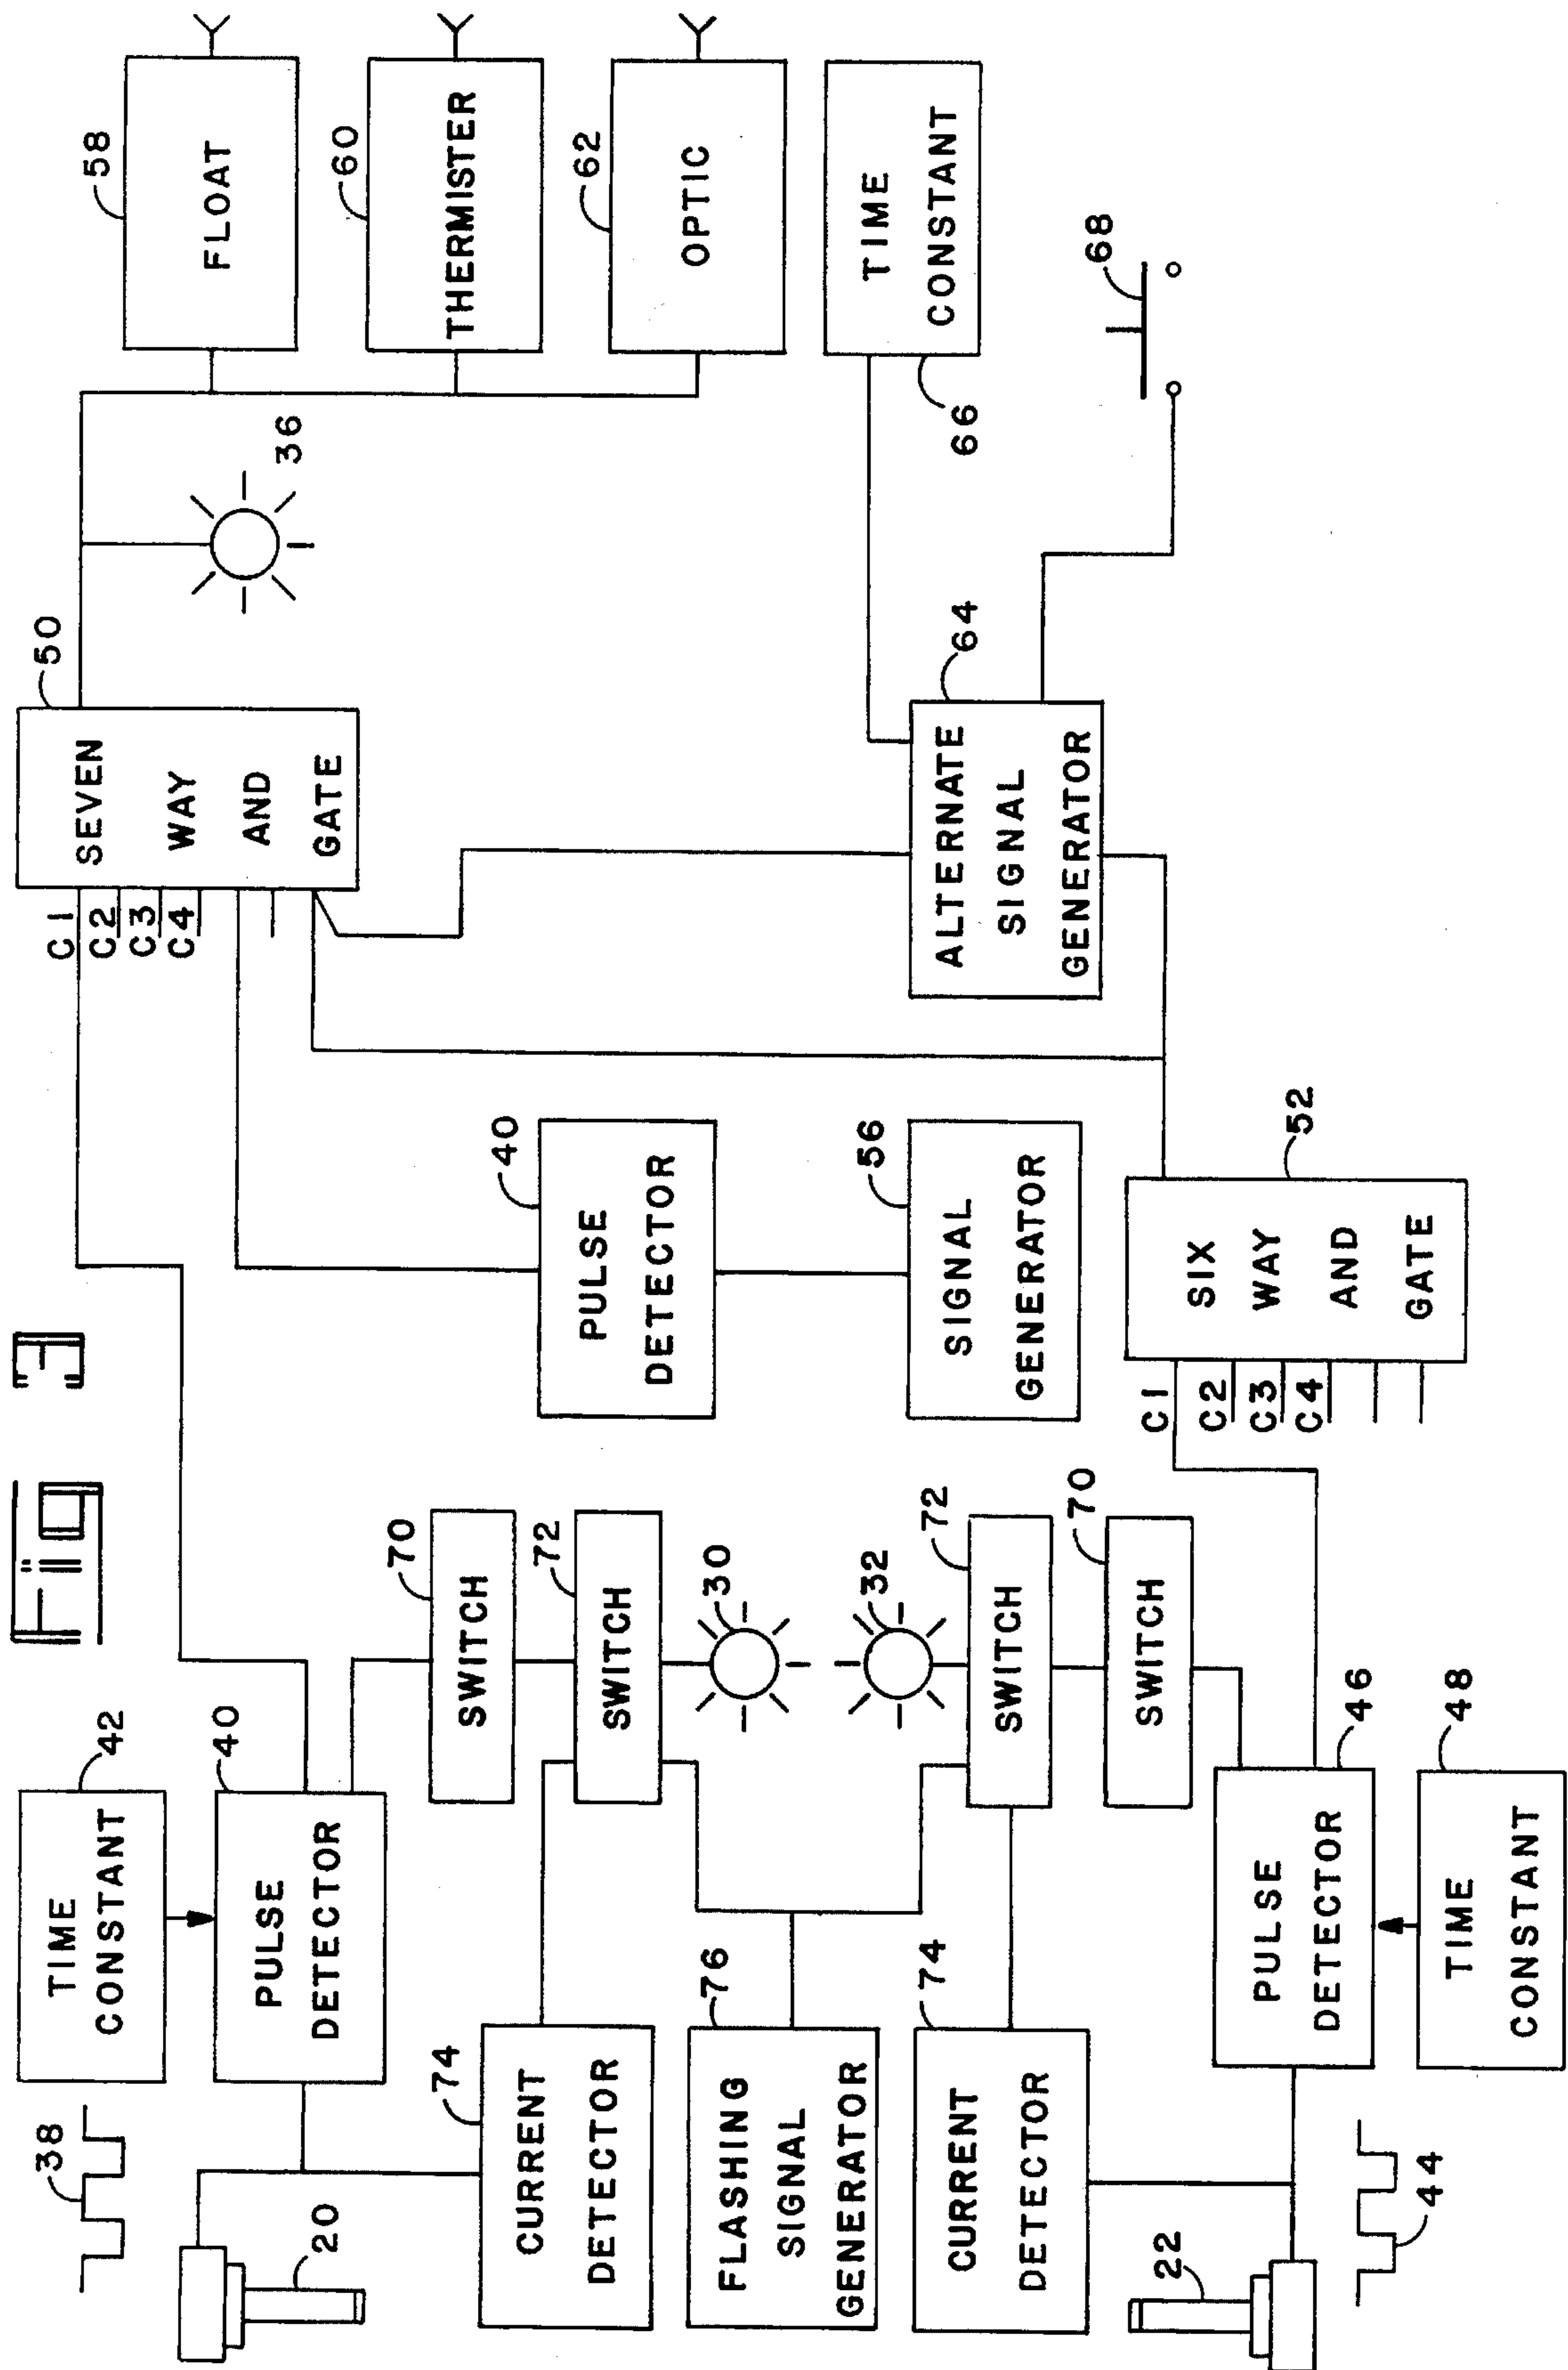 Fig 3
38
TIME
CONSTANT
42
20
PULSE
DETECTOR
40
C1
C2
C3
C4
SEVEN
WAY
AND
GATE
50
36
FLOAT
58
THERMISTER
60
OPTIC
62
TIME
CONSTANT
66
68
CURRENT
DETECTOR
74
SWITCH
70
SWITCH
72
30
PULSE
DETECTOR
40
SIGNAL
GENERATOR
56
ALTERNATE
SIGNAL
GENERATOR
64
FLASHING
SIGNAL
GENERATOR
76
32
CURRENT
DETECTOR
74
SWITCH
72
SWITCH
70
22
PULSE
DETECTOR
46
C1
C2
C3
C4
SIX
WAY
AND
GATE
52
44
TIME
CONSTANT
48